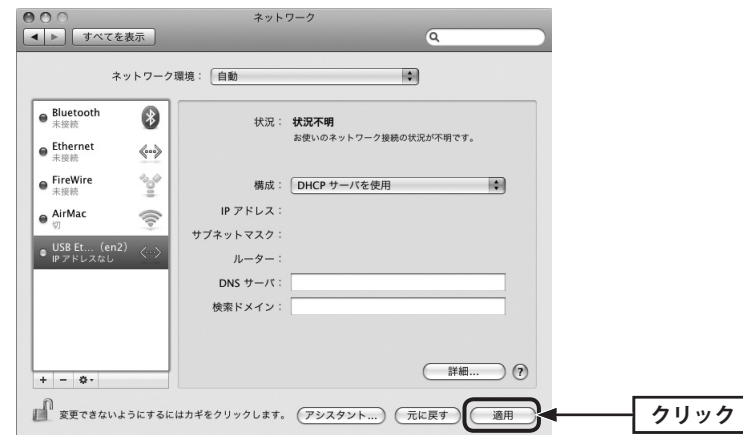 ネットワーク
すべてを表示
ネットワーク環境： 自動
Bluetooth
未接続
Ethernet
未接続
FireWire
未接続
AirMac
切
USB Et... (en2)
IP アドレスなし
状況： 状況不明
お使いのネットワーク接続の状況が不明です。
構成： DHCP サーバを使用
IP アドレス：
サブネットマスク：
ルーター：
DNS サーバ：
検索ドメイン：
詳細... ?
+ −
変更できないようにするにはカギをクリックします。 アシスタント... 元に戻す 適用
クリック